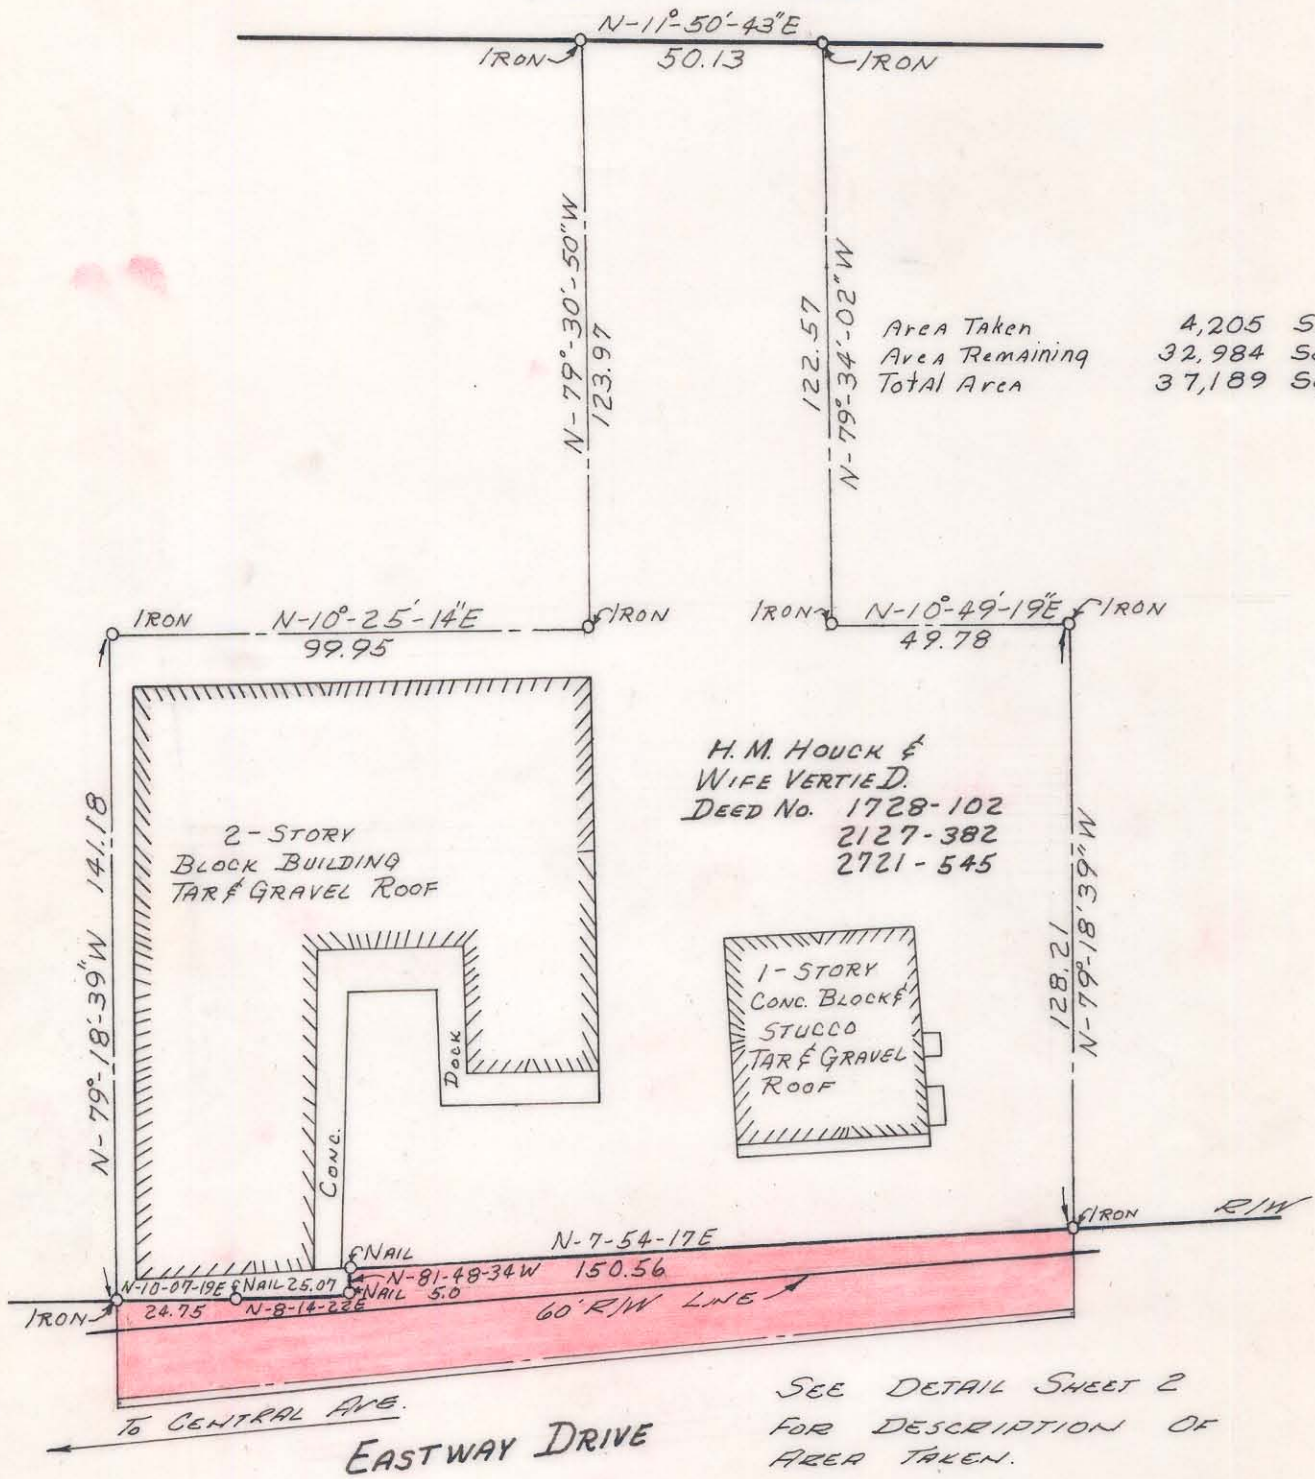 N-11°-50'-43"E
IRON
50.13
IRON
N-79°-30'-50"W
123.97
122.57
N-79°-34'-02"W
Area Taken 4,205 S
Area Remaining 32,984 S
Total Area 37,189 S
IRON
N-10°-25'-14"E
99.95
IRON
IRON
N-10°-49'-19"E
49.78
IRON
N-79°-18'-39"W 141.18
2-STORY
BLOCK BUILDING
TAR & GRAVEL ROOF
H.M. HOUCK &
WIFE VERTIE D.
DEED No. 1728-102
2127-382
2721-545
128.21
N-79°-18'39"W
1-STORY
CONC. BLOCK &
STUCCO
TAR & GRAVEL
ROOF
DOCK
CONC.
IRON
R/W
NAIL
N-7-54-17E
150.56
N-81-48-34W
NAIL 5.0
N-10-07-19E
NAIL 25.07
24.75
N-8-14-22E
IRON
60' R/W LINE
To CENTRAL AVE.
EASTWAY DRIVE
SEE DETAIL SHEET 2
FOR DESCRIPTION OF
AREA TAKEN.